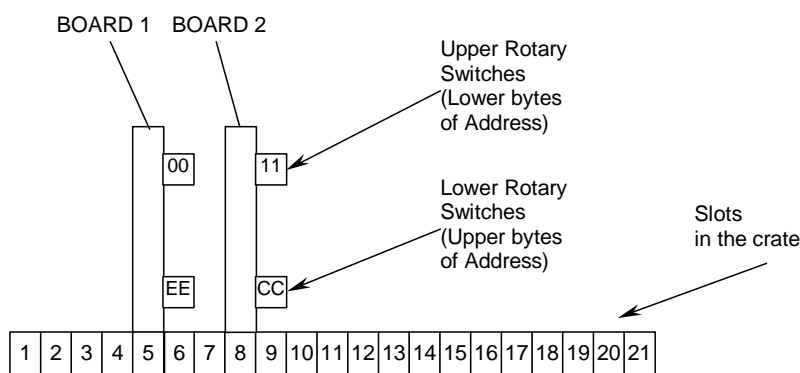 BOARD 1 BOARD 2
Upper Rotary
Switches
(Lower bytes
of Address)
00 11
Lower Rotary
Switches
(Upper bytes
of Address)
Slots
in the crate
EE CC
1 2 3 4 5 6 7 8 9 10 11 12 13 14 15 16 17 18 19 20 21